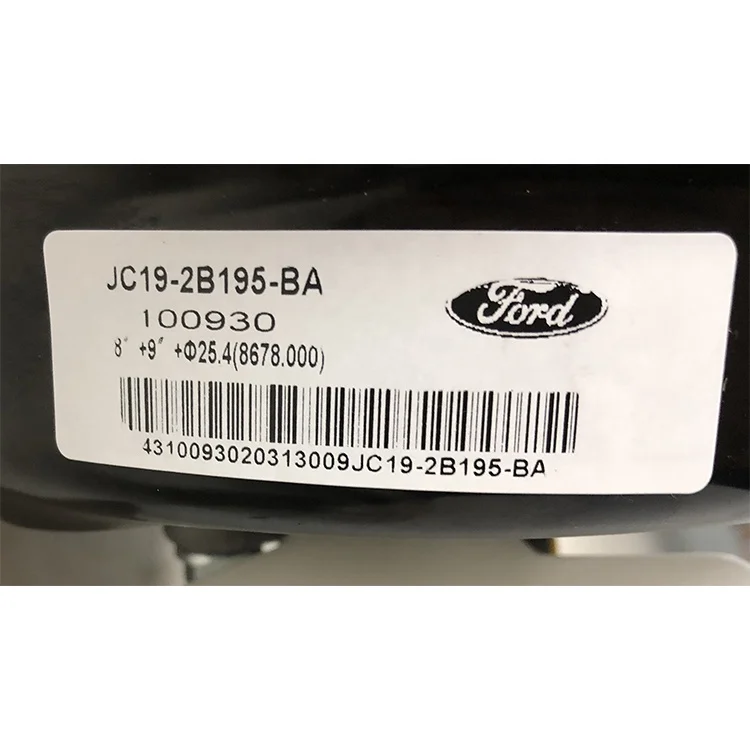 JC19-2B195-BA
Ford
100930
8″ +9″ +Φ25.4(8678.000)
4310093020313009JC19-2B195-BA